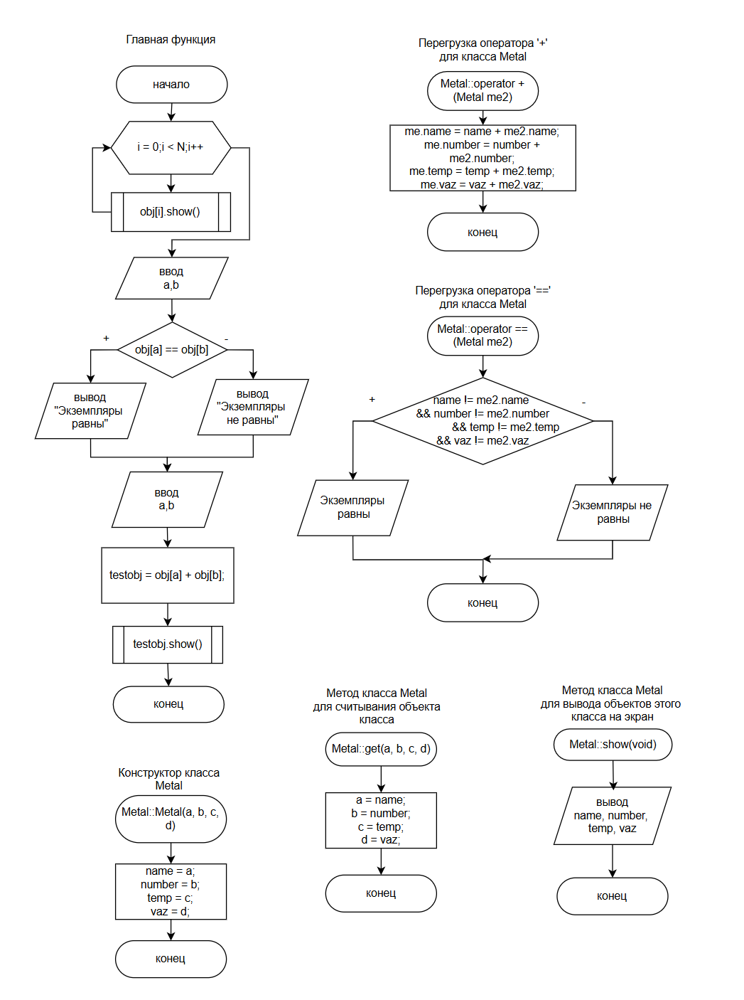 Главная функция
начало
i = 0;i < N;i++
obj[i].show()
ввод
a,b
+
-
obj[a] == obj[b]
вывод
"Экземпляры
равны"
вывод
"Экземпляры
не равны"
ввод
a,b
testobj = obj[a] + obj[b];
testobj.show()
конец
Перегрузка оператора '+'
для класса Metal
Metal::operator +
(Metal me2)
me.name = name + me2.name;
me.number = number +
me2.number;
me.temp = temp + me2.temp;
me.vaz = vaz + me2.vaz;
конец
Перегрузка оператора '=='
для класса Metal
Metal::operator ==
(Metal me2)
+
-
name != me2.name
&& number != me2.number
&& temp != me2.temp
&& vaz != me2.vaz
Экземпляры
равны
Экземпляры не
равны
конец
Конструктор класса
Metal
Metal::Metal(a, b, c,
d)
name = a;
number = b;
temp = c;
vaz = d;
конец
Метод класса Metal
для считывания объекта
класса
Metal::get(a, b, c, d)
a = name;
b = number;
c = temp;
d = vaz;
конец
Метод класса Metal
для вывода объектов этого
класса на экран
Metal::show(void)
вывод
name, number,
temp, vaz
конец